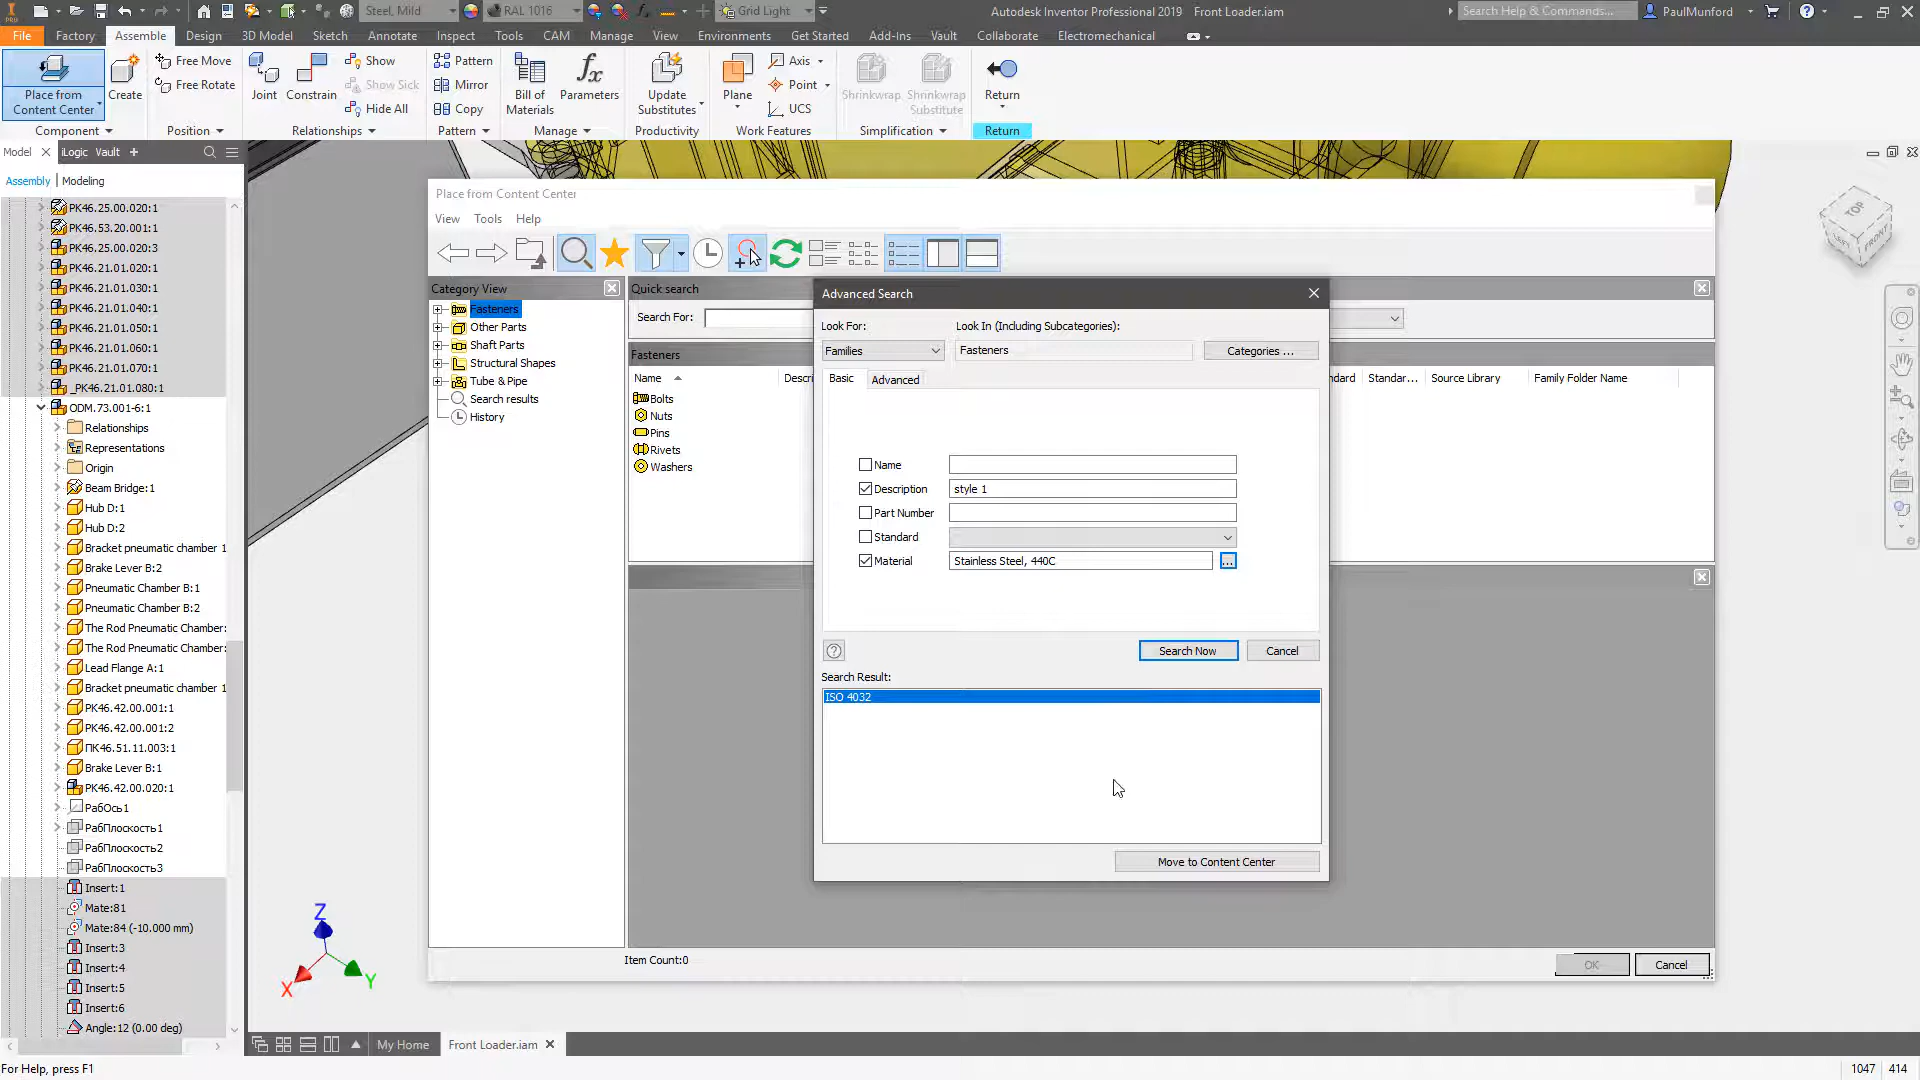 Steel, Mild
RAL 1016
Grid Light
Autodesk Inventor Professional 2019 Front Loader.iam
Search Help & Commands...
PaulMunford
File Factory Assemble Design 3D Model Sketch Annotate Inspect Tools CAM Manage View Environments Get Started Add-Ins Vault Collaborate Electromechanical
Place from
Content Center
Create
Free Move
Free Rotate
Joint
Constrain
Show
Show Sick
Hide All
Pattern
Mirror
Copy
Bill of
Materials
Parameters
Update
Substitutes
Plane
Axis
Point
UCS
Shrinkwrap
Shrinkwrap
Substitute
Return
Component Position Relationships Pattern Manage Productivity Work Features Simplification Return
Model iLogic Vault +
Assembly | Modeling
PK46.25.00.020:1
PK46.53.20.001:1
PK46.25.00.020:3
PK46.21.01.020:1
PK46.21.01.030:1
PK46.21.01.040:1
PK46.21.01.050:1
PK46.21.01.060:1
PK46.21.01.070:1
_PK46.21.01.080:1
ODM.73.001-6:1
Relationships
Representations
Origin
Beam Bridge:1
Hub D:1
Hub D:2
Bracket pneumatic chamber 1
Brake Lever B:2
Pneumatic Chamber B:1
Pneumatic Chamber B:2
The Rod Pneumatic Chamber:
The Rod Pneumatic Chamber:
Lead Flange A:1
Bracket pneumatic chamber 1
PK46.42.00.001:1
PK46.42.00.001:2
ПК46.51.11.003:1
Brake Lever B:1
PK46.42.00.020:1
РабОсь1
РабПлоскость1
РабПлоскость2
РабПлоскость3
Insert:1
Mate:81
Mate:84 (-10.000 mm)
Insert:3
Insert:4
Insert:5
Insert:6
Angle:12 (0.00 deg)
Place from Content Center
View Tools Help
Category View
Fasteners
Other Parts
Shaft Parts
Structural Shapes
Tube & Pipe
Search results
History
Quick search
Search For:
Fasteners
Name
Descri
dard Standar... Source Library Family Folder Name
Bolts
Nuts
Pins
Rivets
Washers
Advanced Search
Look For:
Look In (Including Subcategories):
Families
Fasteners
Categories ...
Basic Advanced
Name
Description style 1
Part Number
Standard
Material Stainless Steel, 440C
...
Search Now Cancel
Search Result:
ISO 4032
Move to Content Center
Item Count:0
OK Cancel
TOP
LEFT
FRONT
Z
X
Y
My Home Front Loader.iam
For Help, press F1
1047 414